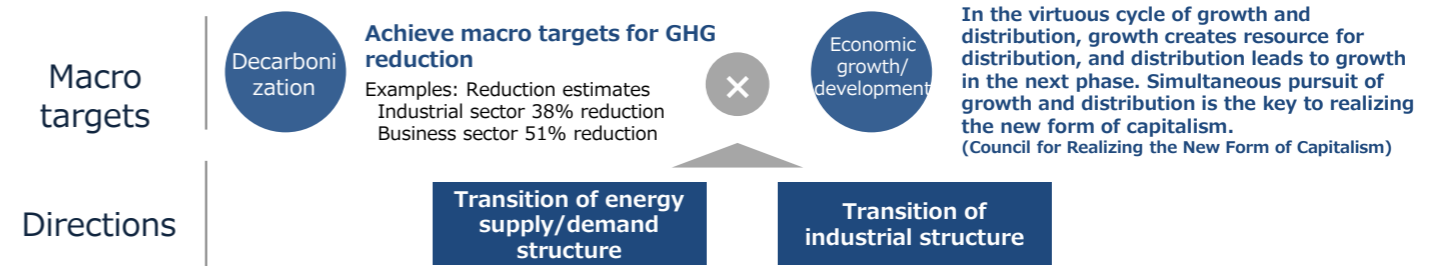 Macro
targets
Decarboni
zation
Achieve macro targets for GHG
reduction
Examples: Reduction estimates
Industrial sector 38% reduction
Business sector 51% reduction
×
Economic
growth/
development
In the virtuous cycle of growth and
distribution, growth creates resource for
distribution, and distribution leads to growth
in the next phase. Simultaneous pursuit of
growth and distribution is the key to realizing
the new form of capitalism.
(Council for Realizing the New Form of Capitalism)
Directions
Transition of energy
supply/demand
structure
Transition of
industrial structure